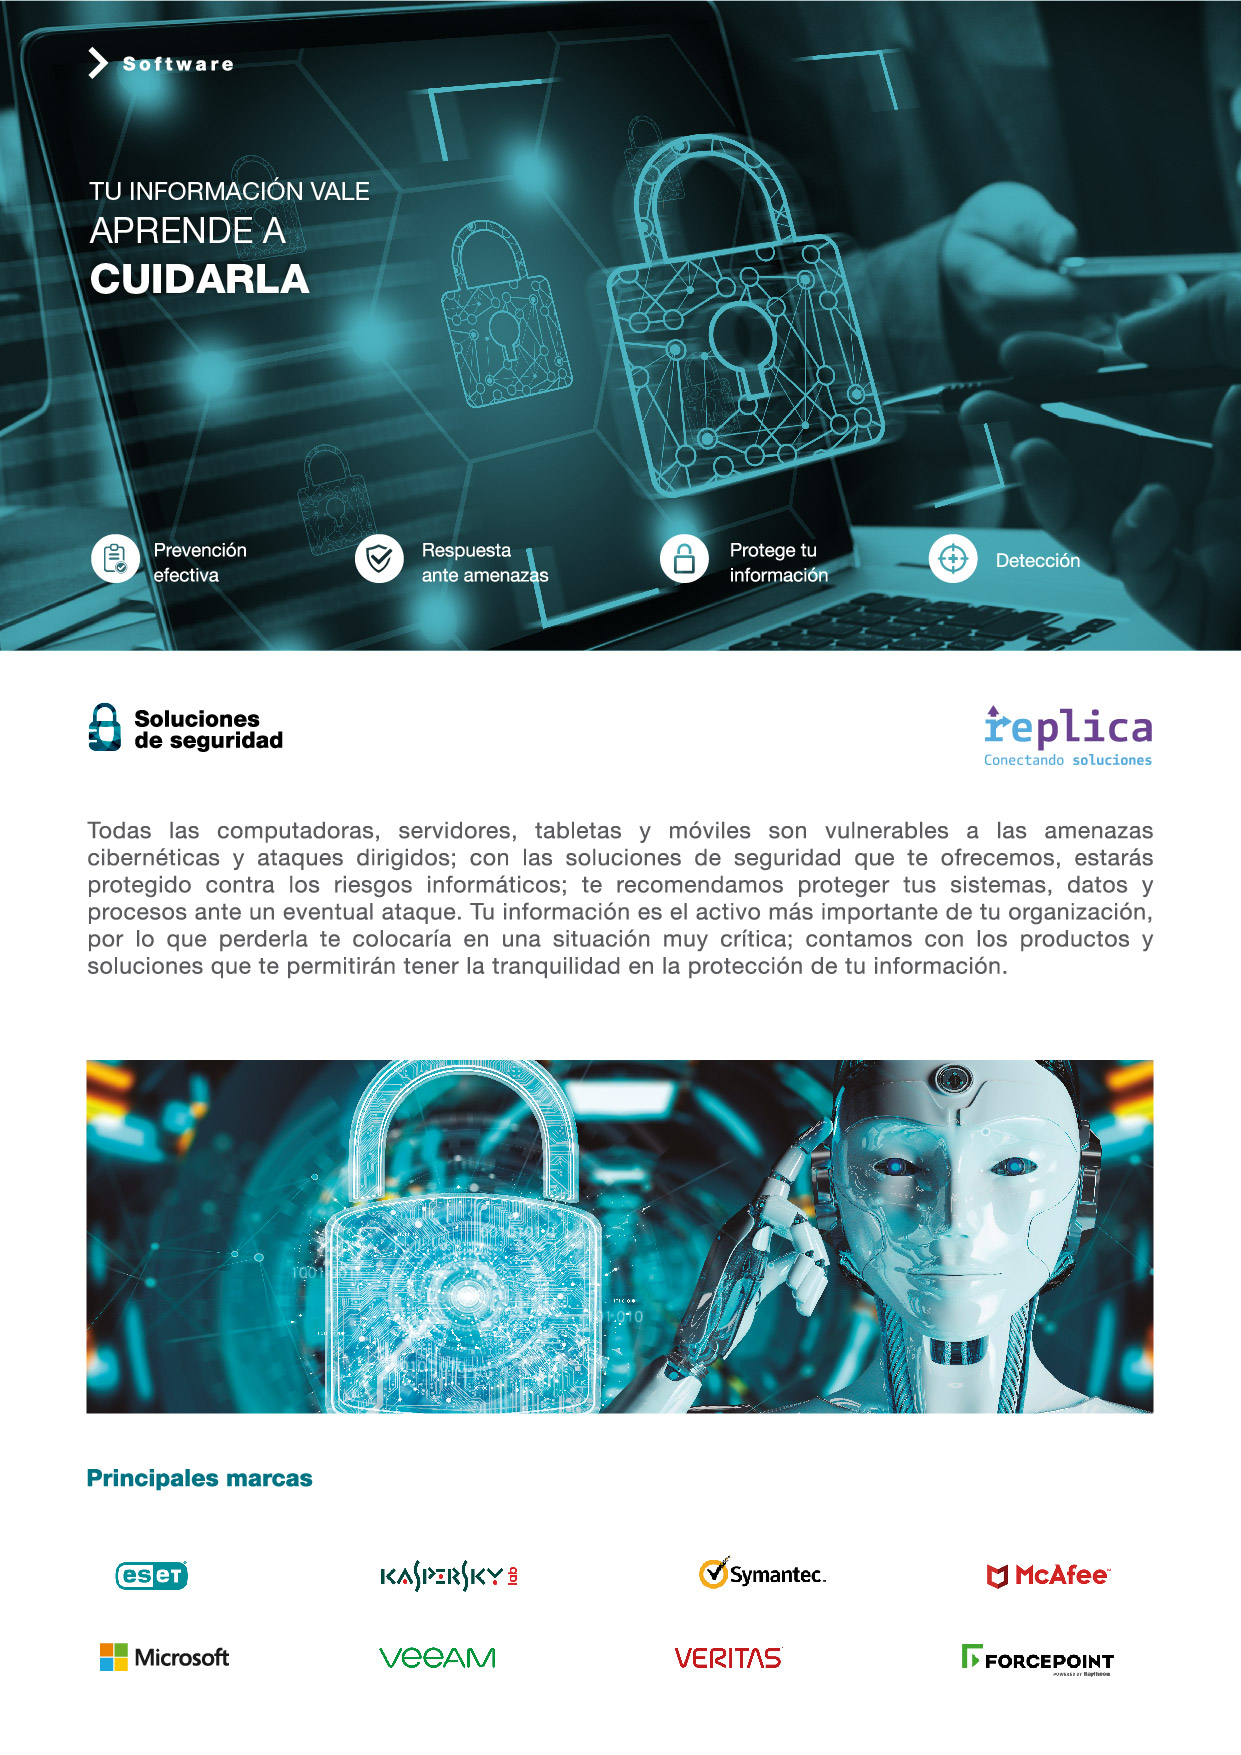 Software
TU INFORMACIÓN VALE
APRENDE A
CUIDARLA
Prevención
efectiva
Respuesta
ante amenazas
Protege tu
información
Detección
Soluciones
de seguridad
replica
Conectando soluciones
Todas las computadoras, servidores, tabletas y móviles son vulnerables a las amenazas
cibernéticas y ataques dirigidos; con las soluciones de seguridad que te ofrecemos, estarás
protegido contra los riesgos informáticos; te recomendamos proteger tus sistemas, datos y
procesos ante un eventual ataque. Tu información es el activo más importante de tu organización,
por lo que perderla te colocaría en una situación muy crítica; contamos con los productos y
soluciones que te permitirán tener la tranquilidad en la protección de tu información.
Principales marcas
eset
KASPERSKY lab
Symantec.
McAfee
Microsoft
veeAM
VERITAS
FORCEPOINT
POWERED BY Raytheon